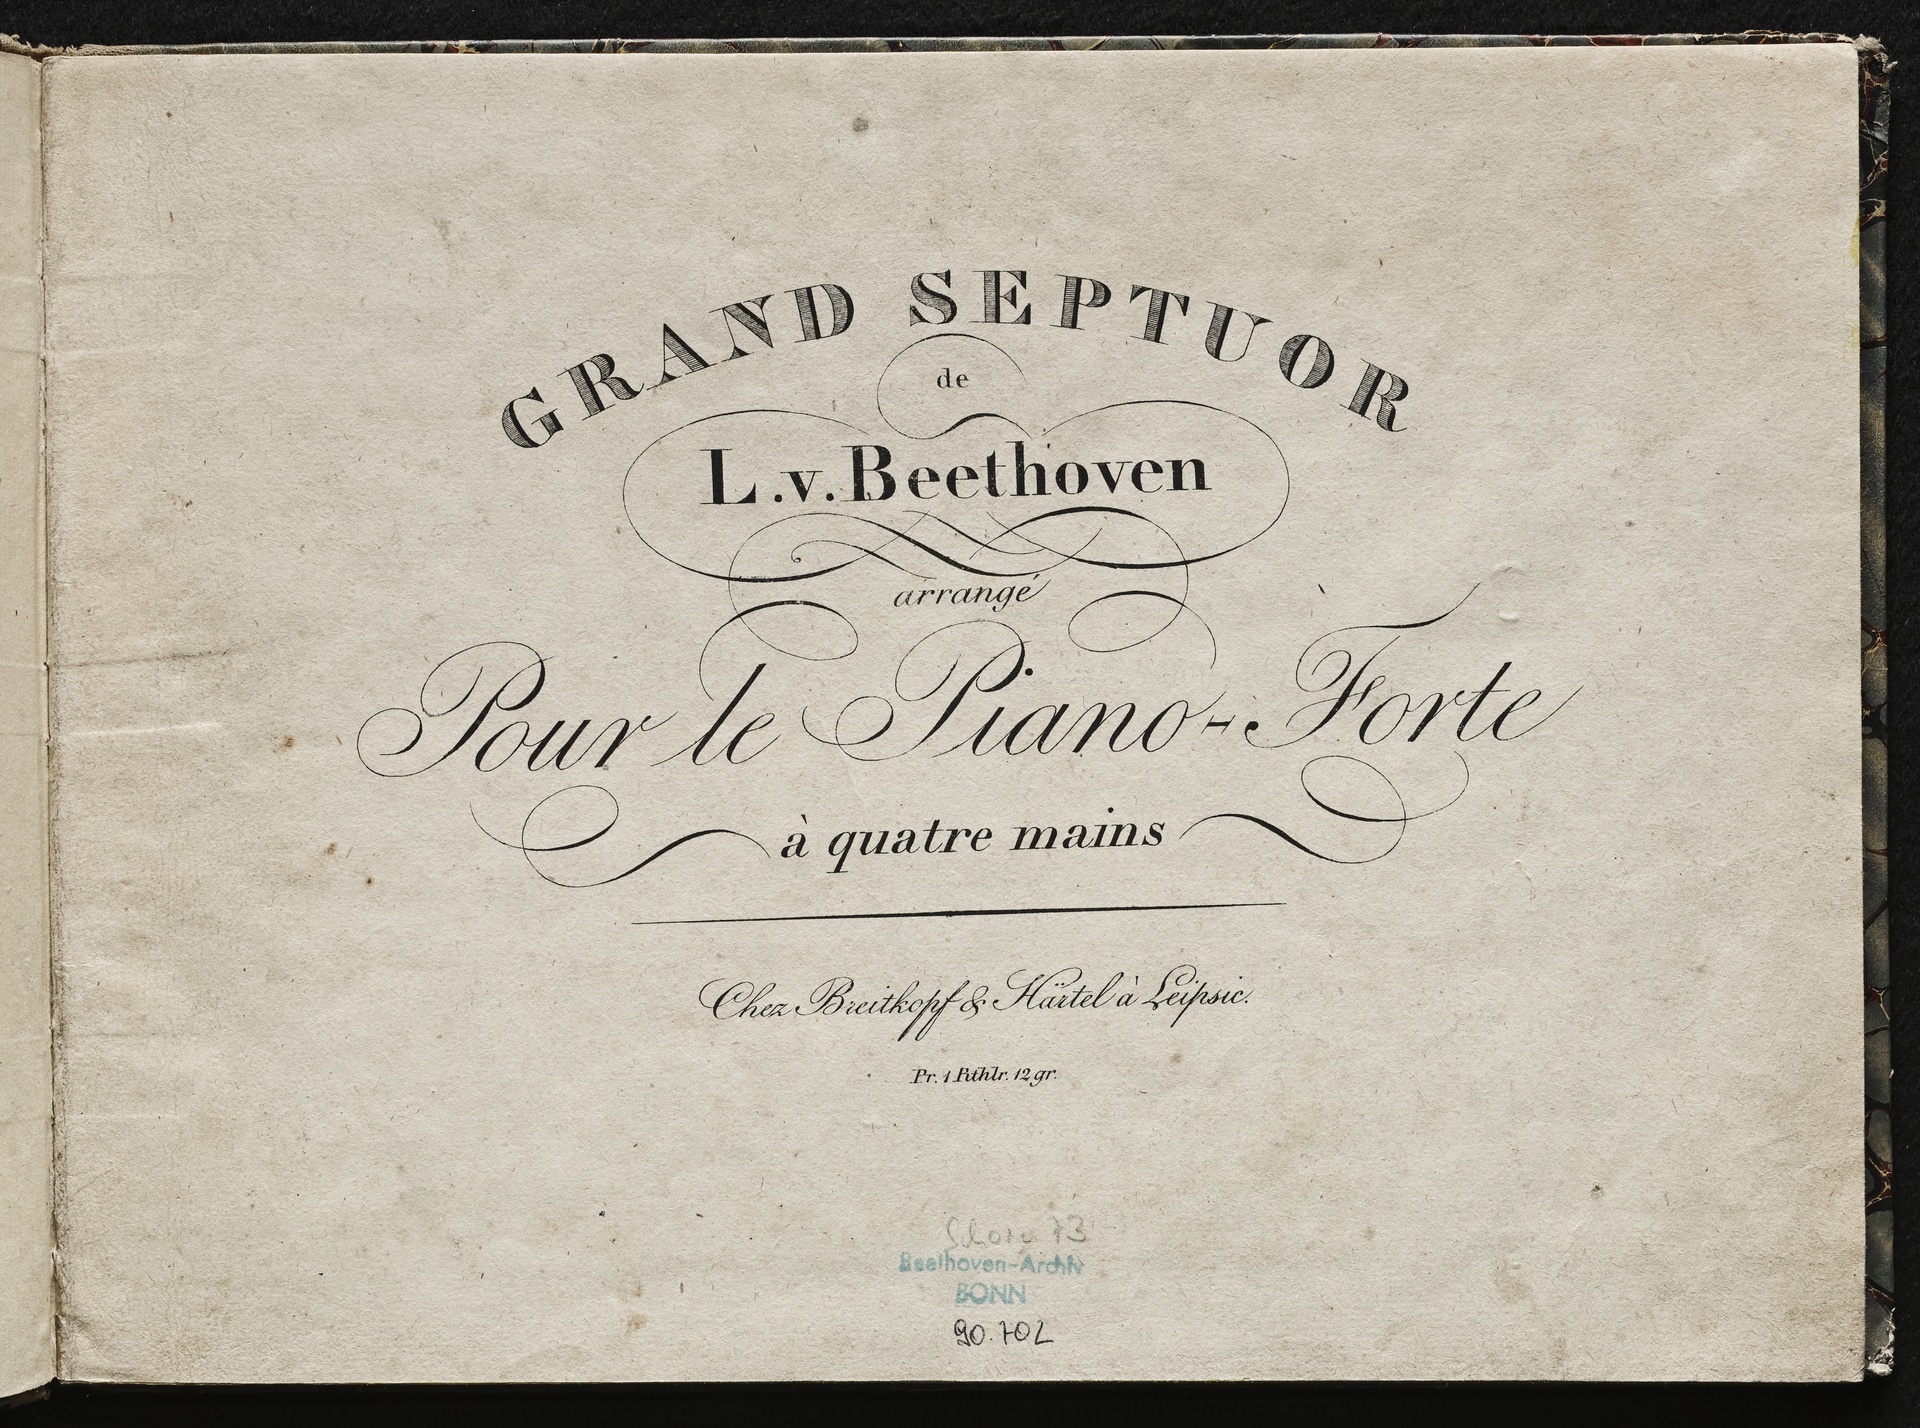 GRAND SEPTUOR
de
L.v.Beethoven
arrangé
Pour le Piano-Forte
à quatre mains
Chez Breitkopf & Härtel à Leipsic.
Pr. 1 Rthlr. 12 gr.
73
Beethoven-Archiv
BONN
90.702